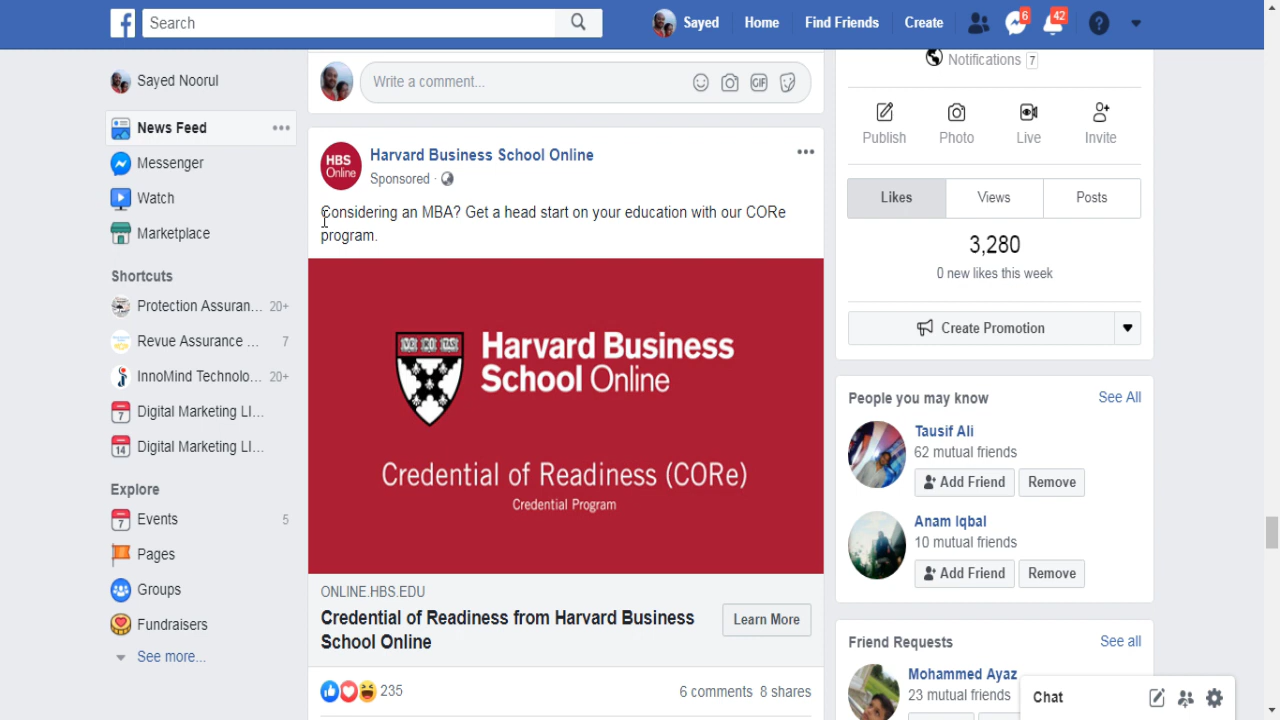 Search
Sayed
Home
Find Friends
Create
6
42
Sayed Noorul
News Feed
Messenger
Watch
Marketplace
Shortcuts
Protection Assuran... 20+
Revue Assurance ... 7
InnoMind Technolo... 20+
7 Digital Marketing LI...
14 Digital Marketing LI...
Explore
7 Events 5
Pages
Groups
Fundraisers
See more...
Write a comment...
GIF
HBS
Online
Harvard Business School Online
Sponsored ·
Considering an MBA? Get a head start on your education with our CORe
program.
Harvard Business
School Online
Credential of Readiness (CORe)
Credential Program
ONLINE.HBS.EDU
Credential of Readiness from Harvard Business
School Online
Learn More
235
6 comments 8 shares
Notifications 7
Publish
Photo
Live
Invite
Likes
Views
Posts
3,280
0 new likes this week
Create Promotion
People you may know
See All
Tausif Ali
62 mutual friends
Add Friend
Remove
Anam Iqbal
10 mutual friends
Add Friend
Remove
Friend Requests
See all
Mohammed Ayaz
23 mutual friends
Chat